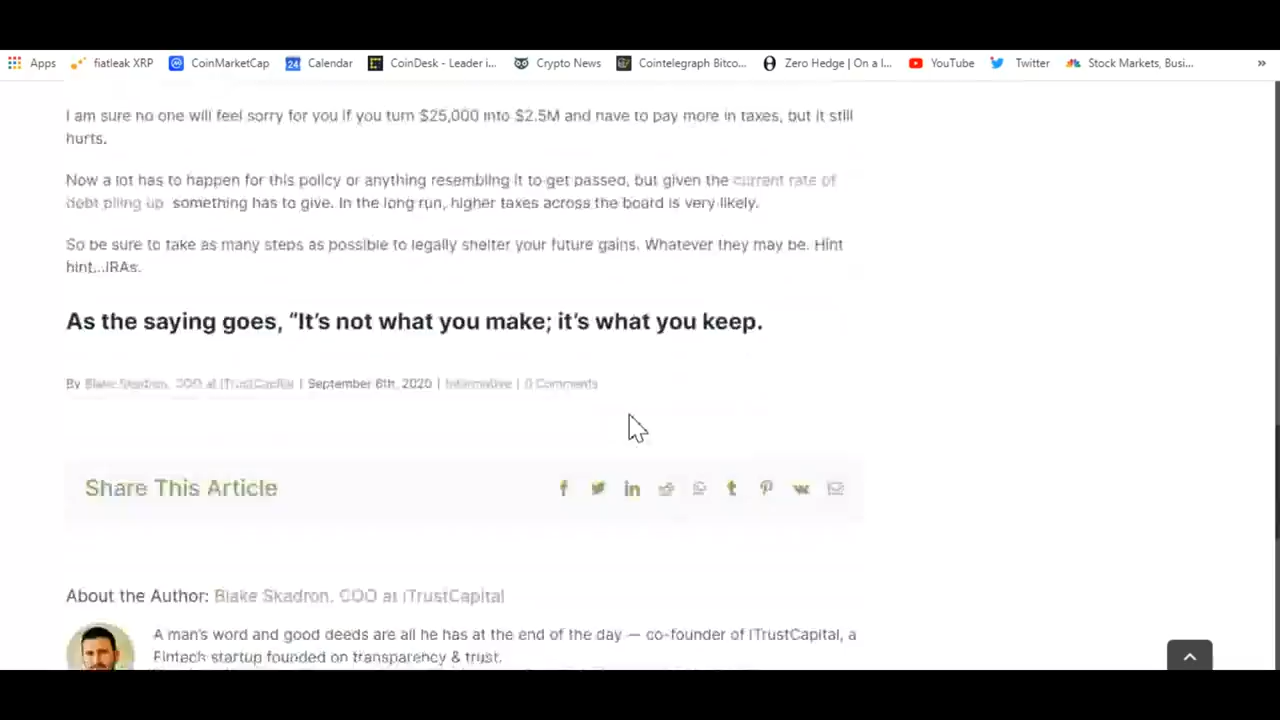 Apps fiatleak XRP CoinMarketCap 24 Calendar CoinDesk - Leader i... Crypto News Cointelegraph Bitco... Zero Hedge | On a l... YouTube Twitter Stock Markets, Busi... »
I am sure no one will feel sorry for you if you turn $25,000 into $2.5M and have to pay more in taxes, but it still
hurts.
Now a lot has to happen for this policy or anything resembling it to get passed, but given the current rate of
debt piling up something has to give. In the long run, higher taxes across the board is very likely.
So be sure to take as many steps as possible to legally shelter your future gains. Whatever they may be. Hint
hint...IRAs.
As the saying goes, “It’s not what you make; it’s what you keep.
By Blake Skadron, COO at iTrustCapital | September 6th, 2020 | Informative | 0 Comments
Share This Article
About the Author: Blake Skadron, COO at iTrustCapital
A man's word and good deeds are all he has at the end of the day — co-founder of iTrustCapital, a
Fintech startup founded on transparency & trust.